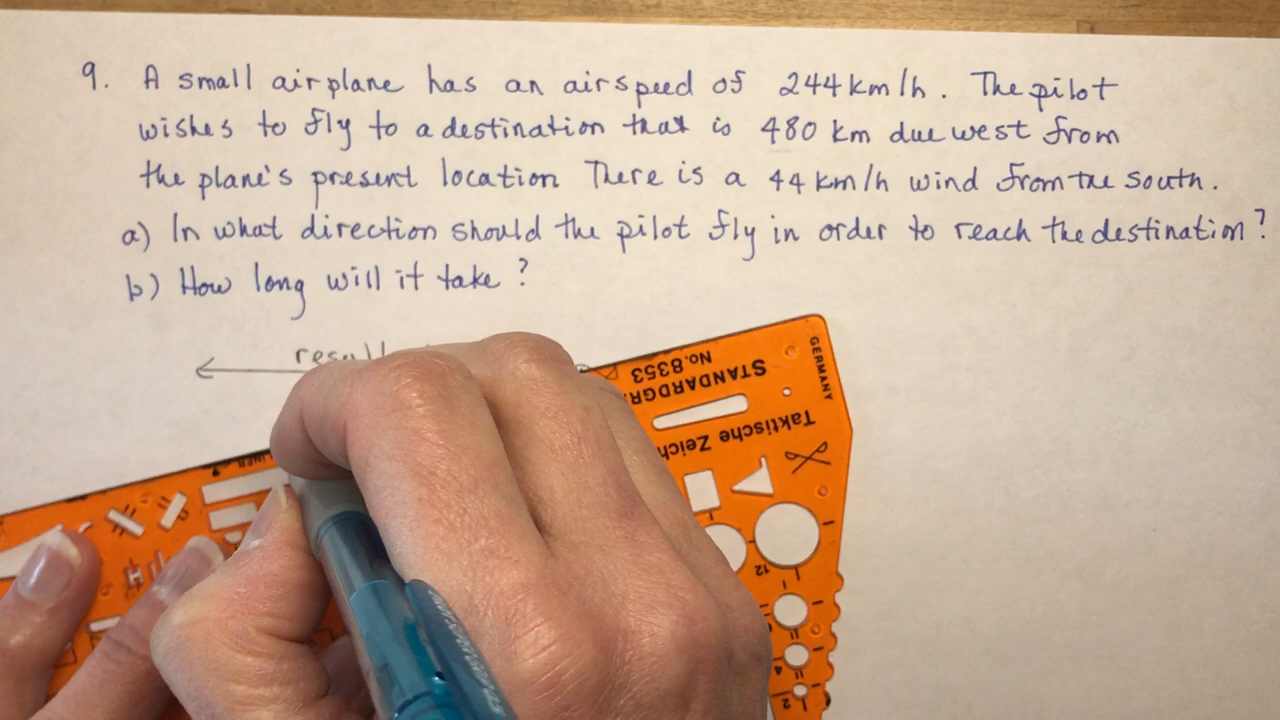 9. A small airplane has an airspeed of 244 km/h. The pilot
wishes to fly to a destination that is 480 km due west from
the plane's present location There is a 44 km/h wind from the south.
a) In what direction should the pilot fly in order to reach the destination?
b) How long will it take?
GERMANY
No. 8353
STANDARDGR
Taktische Zeich
12
4
2